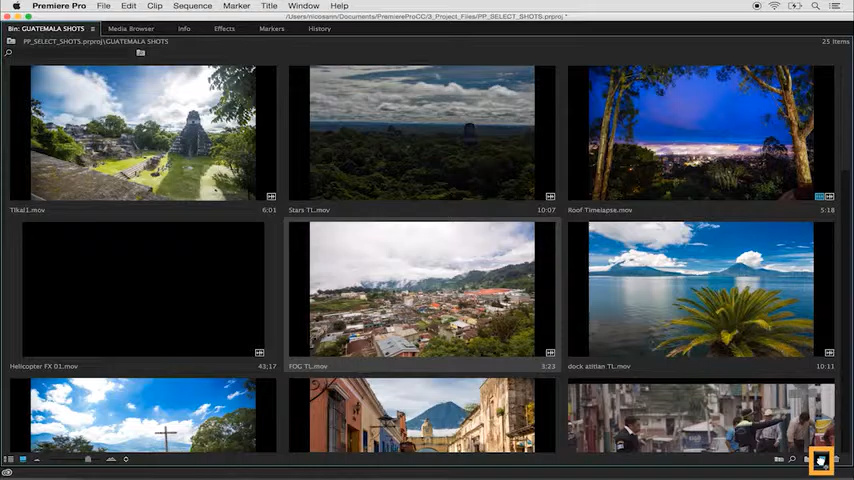 Premiere Pro File Edit Clip Sequence Marker Title Window Help
/Users/nicosann/Documents/PremiereProCC/3_Project_Files/PP_SELECT_SHOTS.prproj *
Bin: GUATEMALA SHOTS Media Browser Info Effects Markers History
PP_SELECT_SHOTS.prproj\GUATEMALA SHOTS 25 Items
Tikal1.mov 6:01
Stars TL.mov 10:07
Roof Timelapse.mov 5:18
Helicopter FX 01.mov 43;17
FOG TL.mov 3:23
dock atitlan TL.mov 10:11